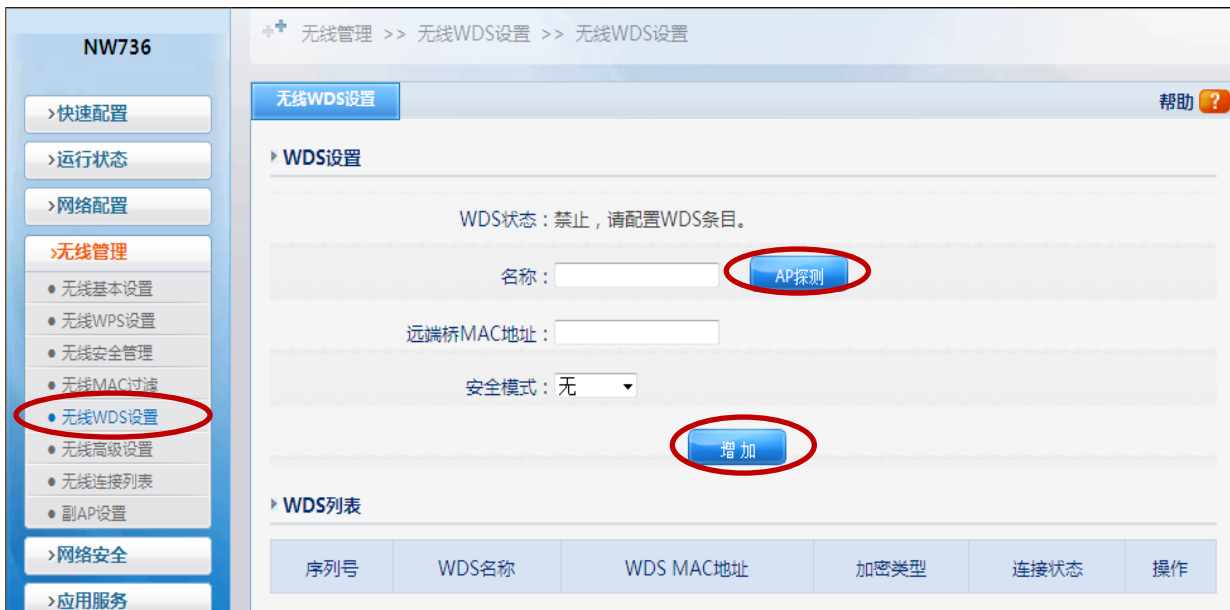 NW736
›快速配置
›运行状态
›网络配置
›无线管理
● 无线基本设置
● 无线WPS设置
● 无线安全管理
● 无线MAC过滤
● 无线WDS设置
● 无线高级设置
● 无线连接列表
● 副AP设置
›网络安全
›应用服务
无线管理 >> 无线WDS设置 >> 无线WDS设置
无线WDS设置 帮助 ?
WDS设置
WDS状态：禁止，请配置WDS条目。
名称： AP探测
远端桥MAC地址：
安全模式：无
增 加
WDS列表
序列号 WDS名称 WDS MAC地址 加密类型 连接状态 操作